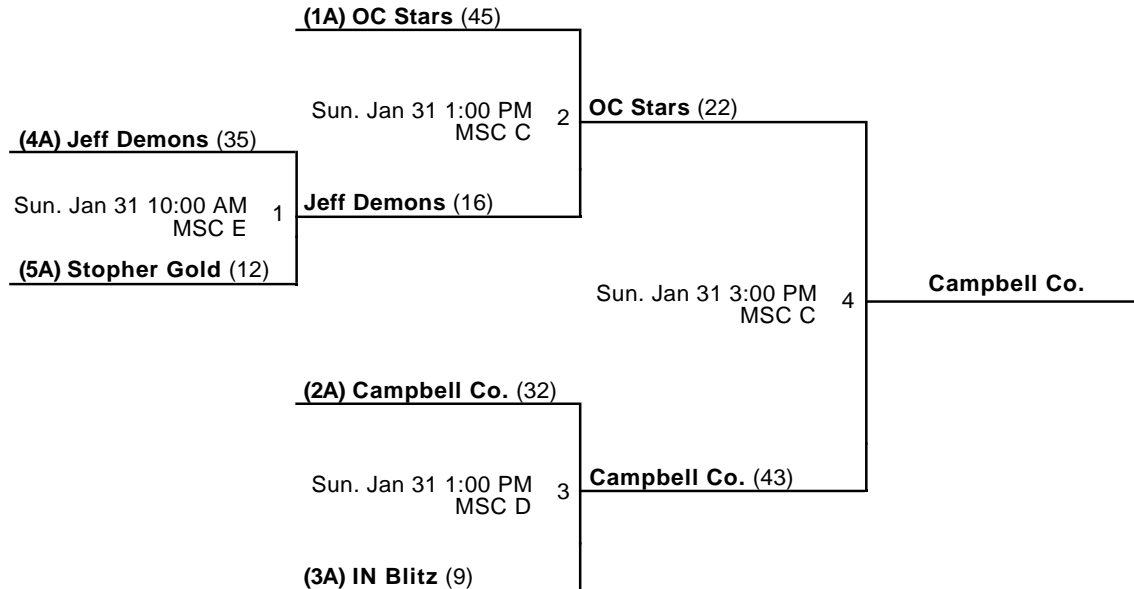 (1A) OC Stars (45)
Sun. Jan 31 1:00 PM
MSC C
2
OC Stars (22)
(4A) Jeff Demons (35)
Sun. Jan 31 10:00 AM
MSC E
1
Jeff Demons (16)
(5A) Stopher Gold (12)
Sun. Jan 31 3:00 PM
MSC C
4
Campbell Co.
(2A) Campbell Co. (32)
Sun. Jan 31 1:00 PM
MSC D
3
Campbell Co. (43)
(3A) IN Blitz (9)